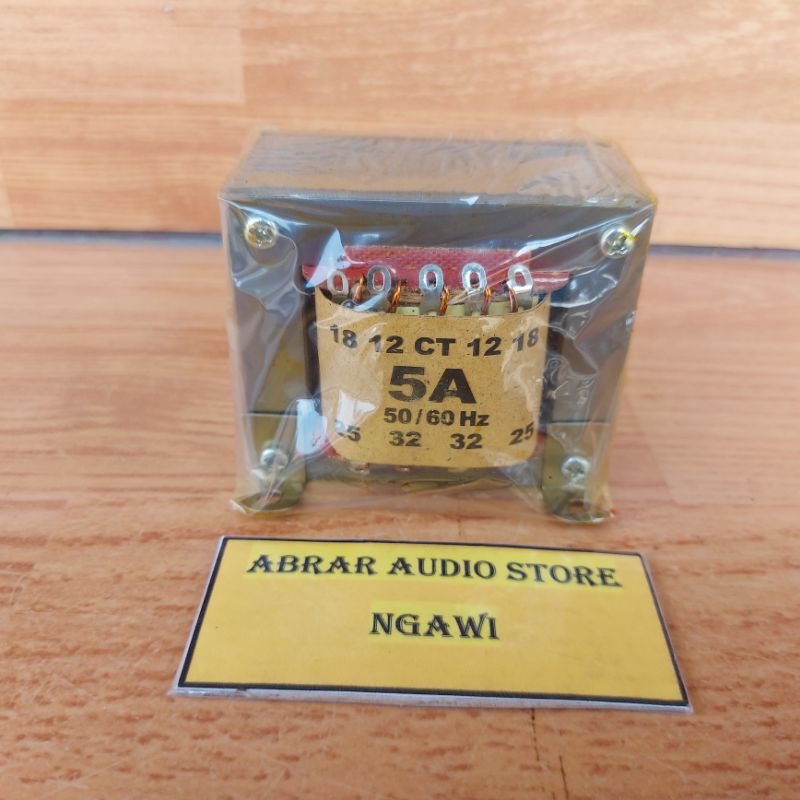 18 12 CT 12 18
5A
50/60 Hz
25 32 32 25
ABRAR AUDIO STORE
NGAWI